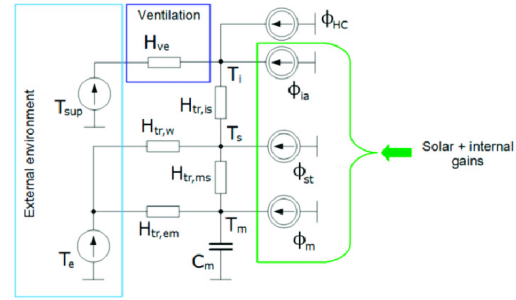 Ventilation
ϕHC
Hve
Ti
ϕia
Tsup
Htr,is
External environment
Htr,w
Ts
Solar + internal
gains
ϕst
Htr,ms
Tm
Htr,em
ϕm
Te
Cm